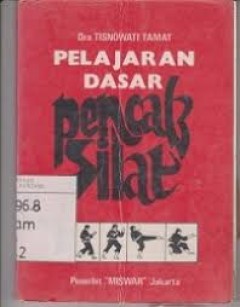 Dra TISNOWATI TAMAT
PELAJARAN
DASAR
Pencak
Silat
96.8
am
2
Penerbit "MISWAR" Jakarta